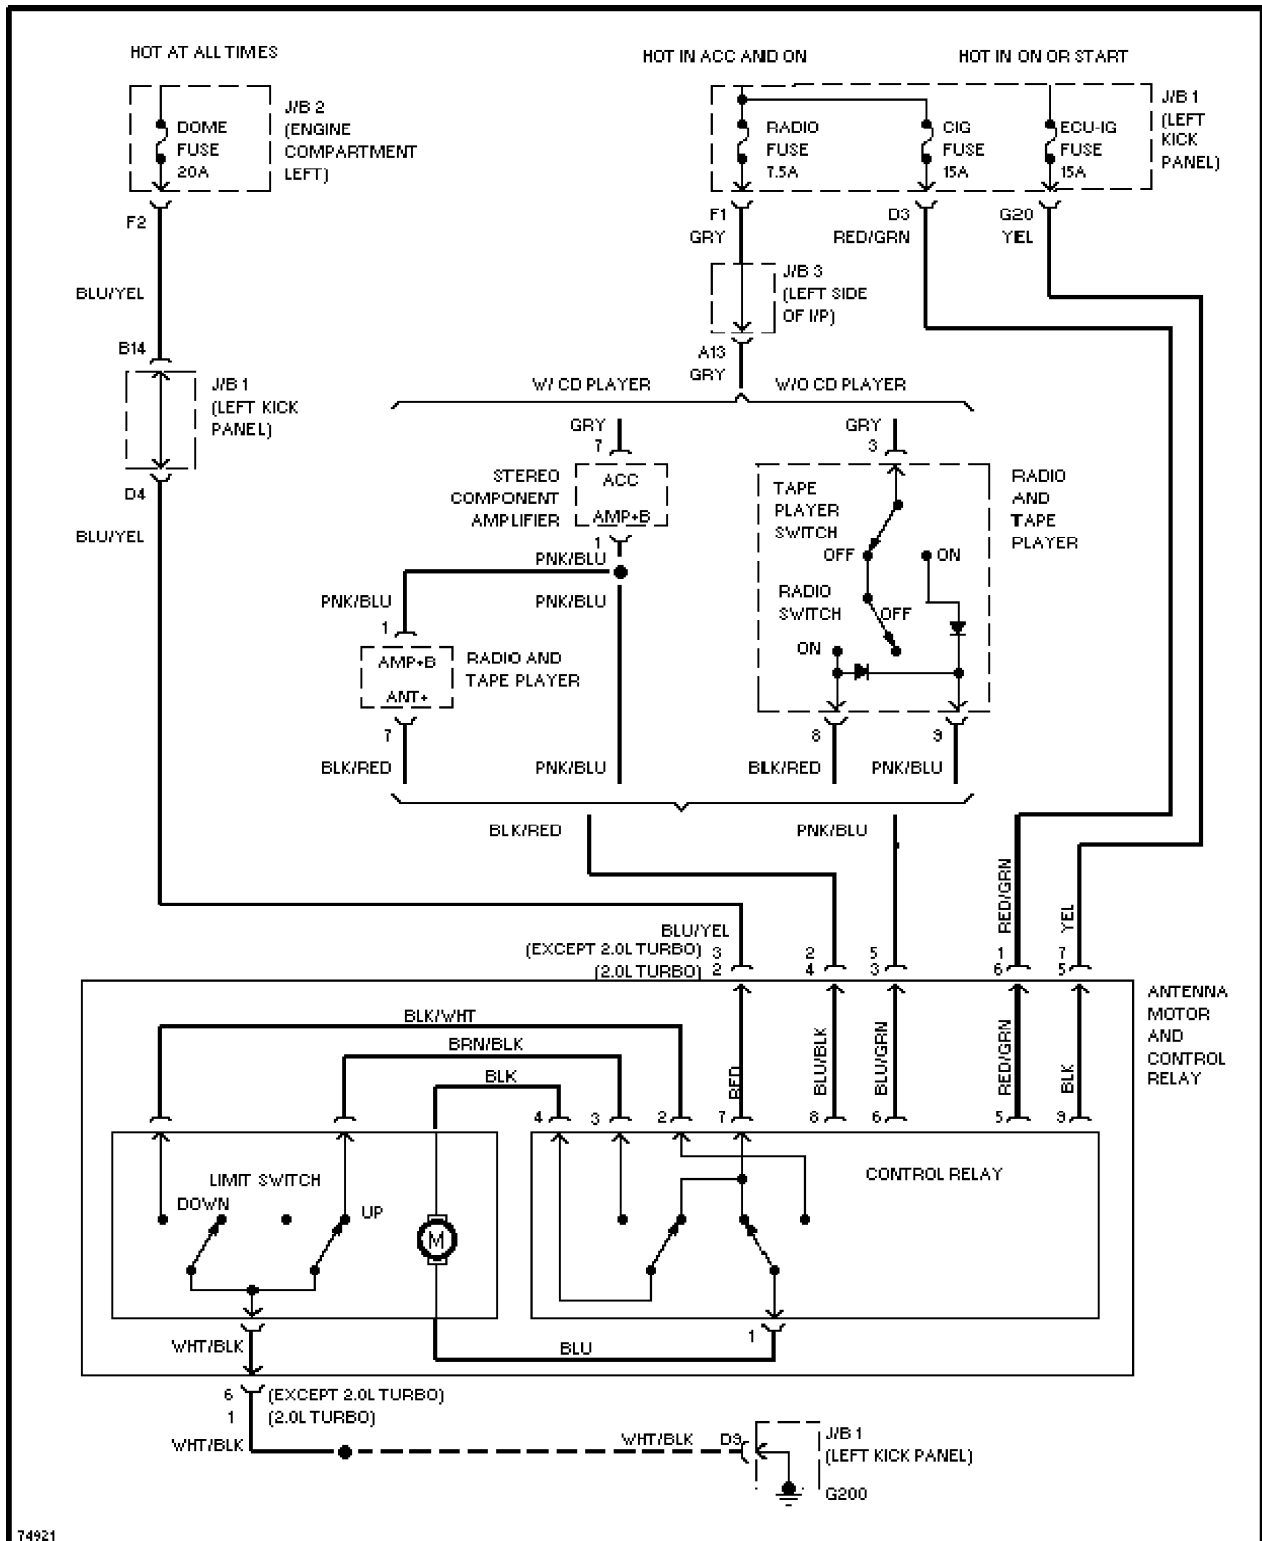 HOT AT ALL TIMES
HOT IN ACC AND ON
HOT IN ON OR START
DOME
FUSE
20A
J/B 2
(ENGINE
COMPARTMENT
LEFT)
RADIO
FUSE
7.5A
CIG
FUSE
15A
ECU-IG
FUSE
15A
J/B 1
(LEFT
KICK
PANEL)
F2
F1
GRY
D3
RED/GRN
G20
YEL
BLU/YEL
J/B 3
(LEFT SIDE
OF I/P)
B14
A13
GRY
J/B 1
(LEFT KICK
PANEL)
W/ CD PLAYER
W/O CD PLAYER
D4
BLU/YEL
GRY
7
GRY
3
STEREO
COMPONENT
AMPLIFIER
ACC
AMP+B
1
PNK/BLU
TAPE
PLAYER
SWITCH
OFF
ON
RADIO
SWITCH
OFF
ON
RADIO
AND
TAPE
PLAYER
PNK/BLU
PNK/BLU
1
AMP+B
ANT+
RADIO AND
TAPE PLAYER
7
8
9
BLK/RED
PNK/BLU
BLK/RED
PNK/BLU
BLK/RED
PNK/BLU
RED/GRN
YEL
BLU/YEL
(EXCEPT 2.0L TURBO) 3 2 5 1 7
(2.0L TURBO) 2 4 3 6 5
ANTENNA
MOTOR
AND
CONTROL
RELAY
BLK/WHT
BRN/BLK
BLK
RED
BLU/BLK
BLU/GRN
RED/GRN
BLK
4 3 2 7 8 6 5 9
LIMIT SWITCH
DOWN
UP
M
CONTROL RELAY
WHT/BLK
BLU
1
6 (EXCEPT 2.0L TURBO)
1 (2.0L TURBO)
WHT/BLK
WHT/BLK
D9
J/B 1
(LEFT KICK PANEL)
G200
74921